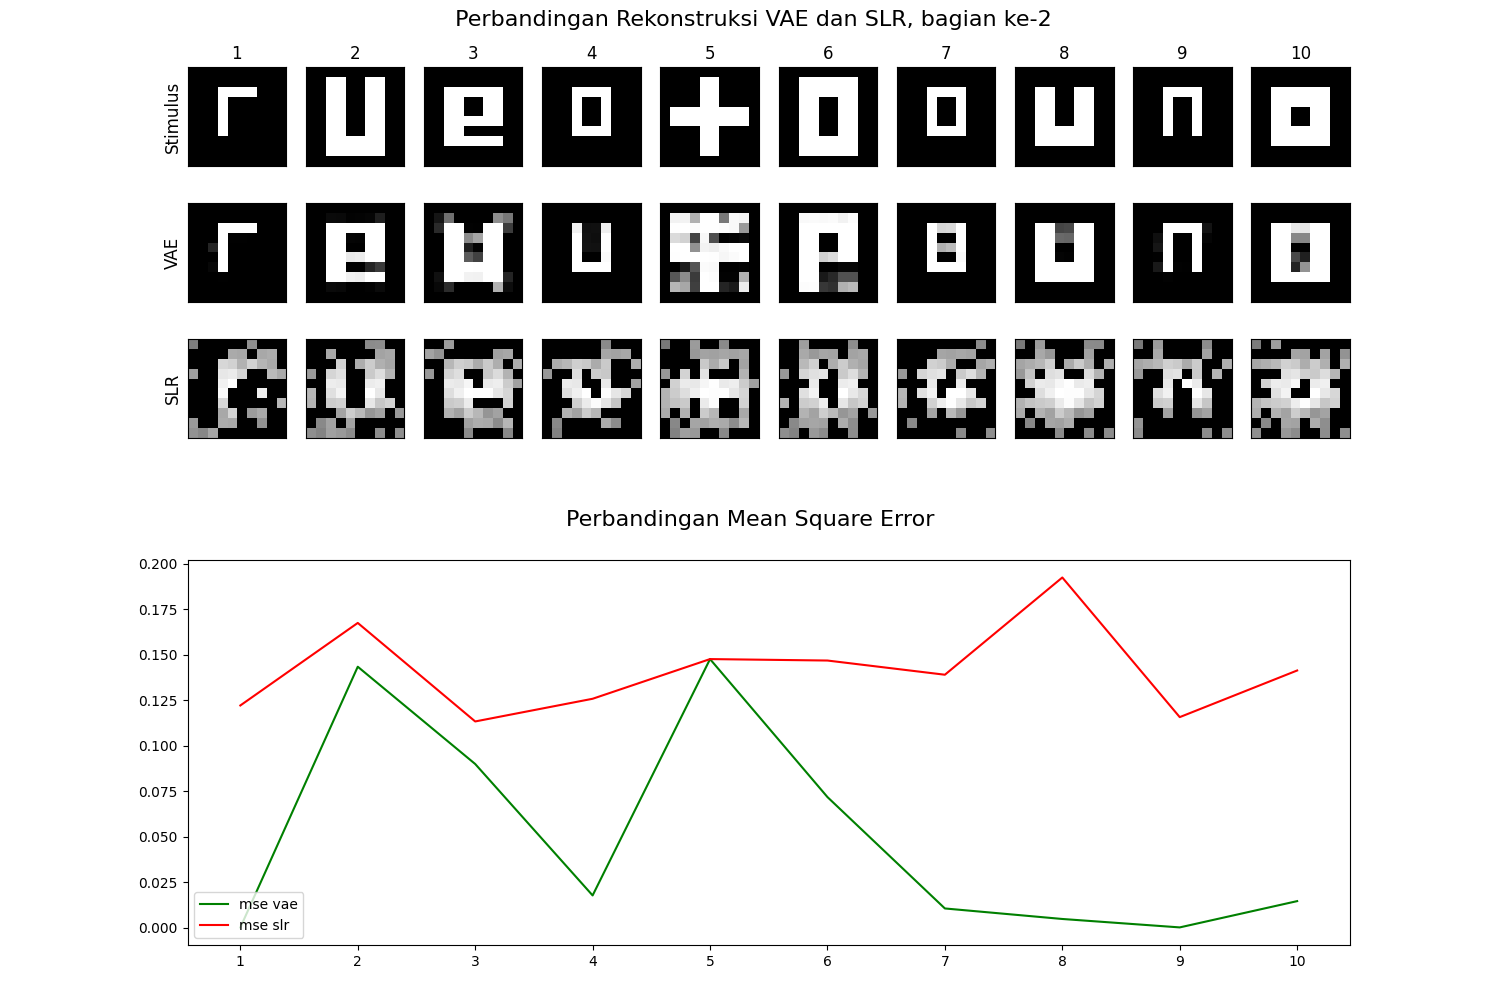 Perbandingan Rekonstruksi VAE dan SLR, bagian ke-2
1 2 3 4 5 6 7 8 9 10
Stimulus
VAE
SLR
Perbandingan Mean Square Error
0.200
0.175
0.150
0.125
0.100
0.075
0.050
0.025
0.000
mse vae
mse slr
1 2 3 4 5 6 7 8 9 10